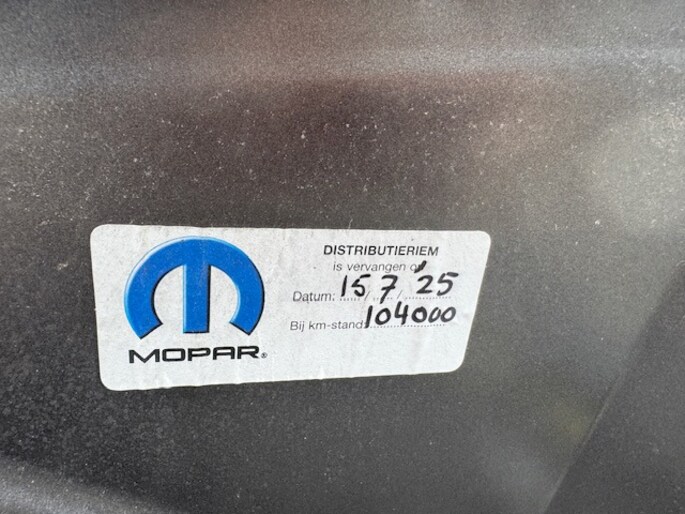 MOPAR®
DISTRIBUTIERIEM
is vervangen op
Datum: 15/7/'25
Bij km-stand: 104000